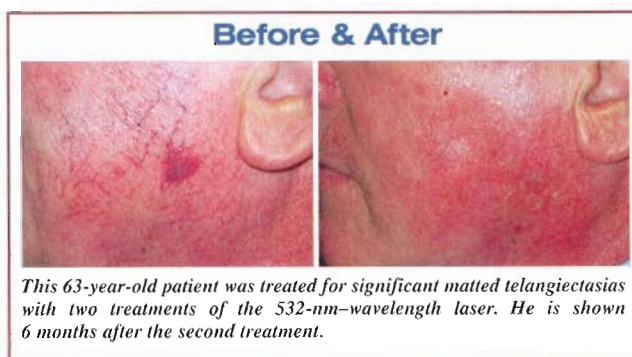 Before & After
This 63-year-old patient was treated for significant matted telangiectasias
with two treatments of the 532-nm–wavelength laser. He is shown
6 months after the second treatment.